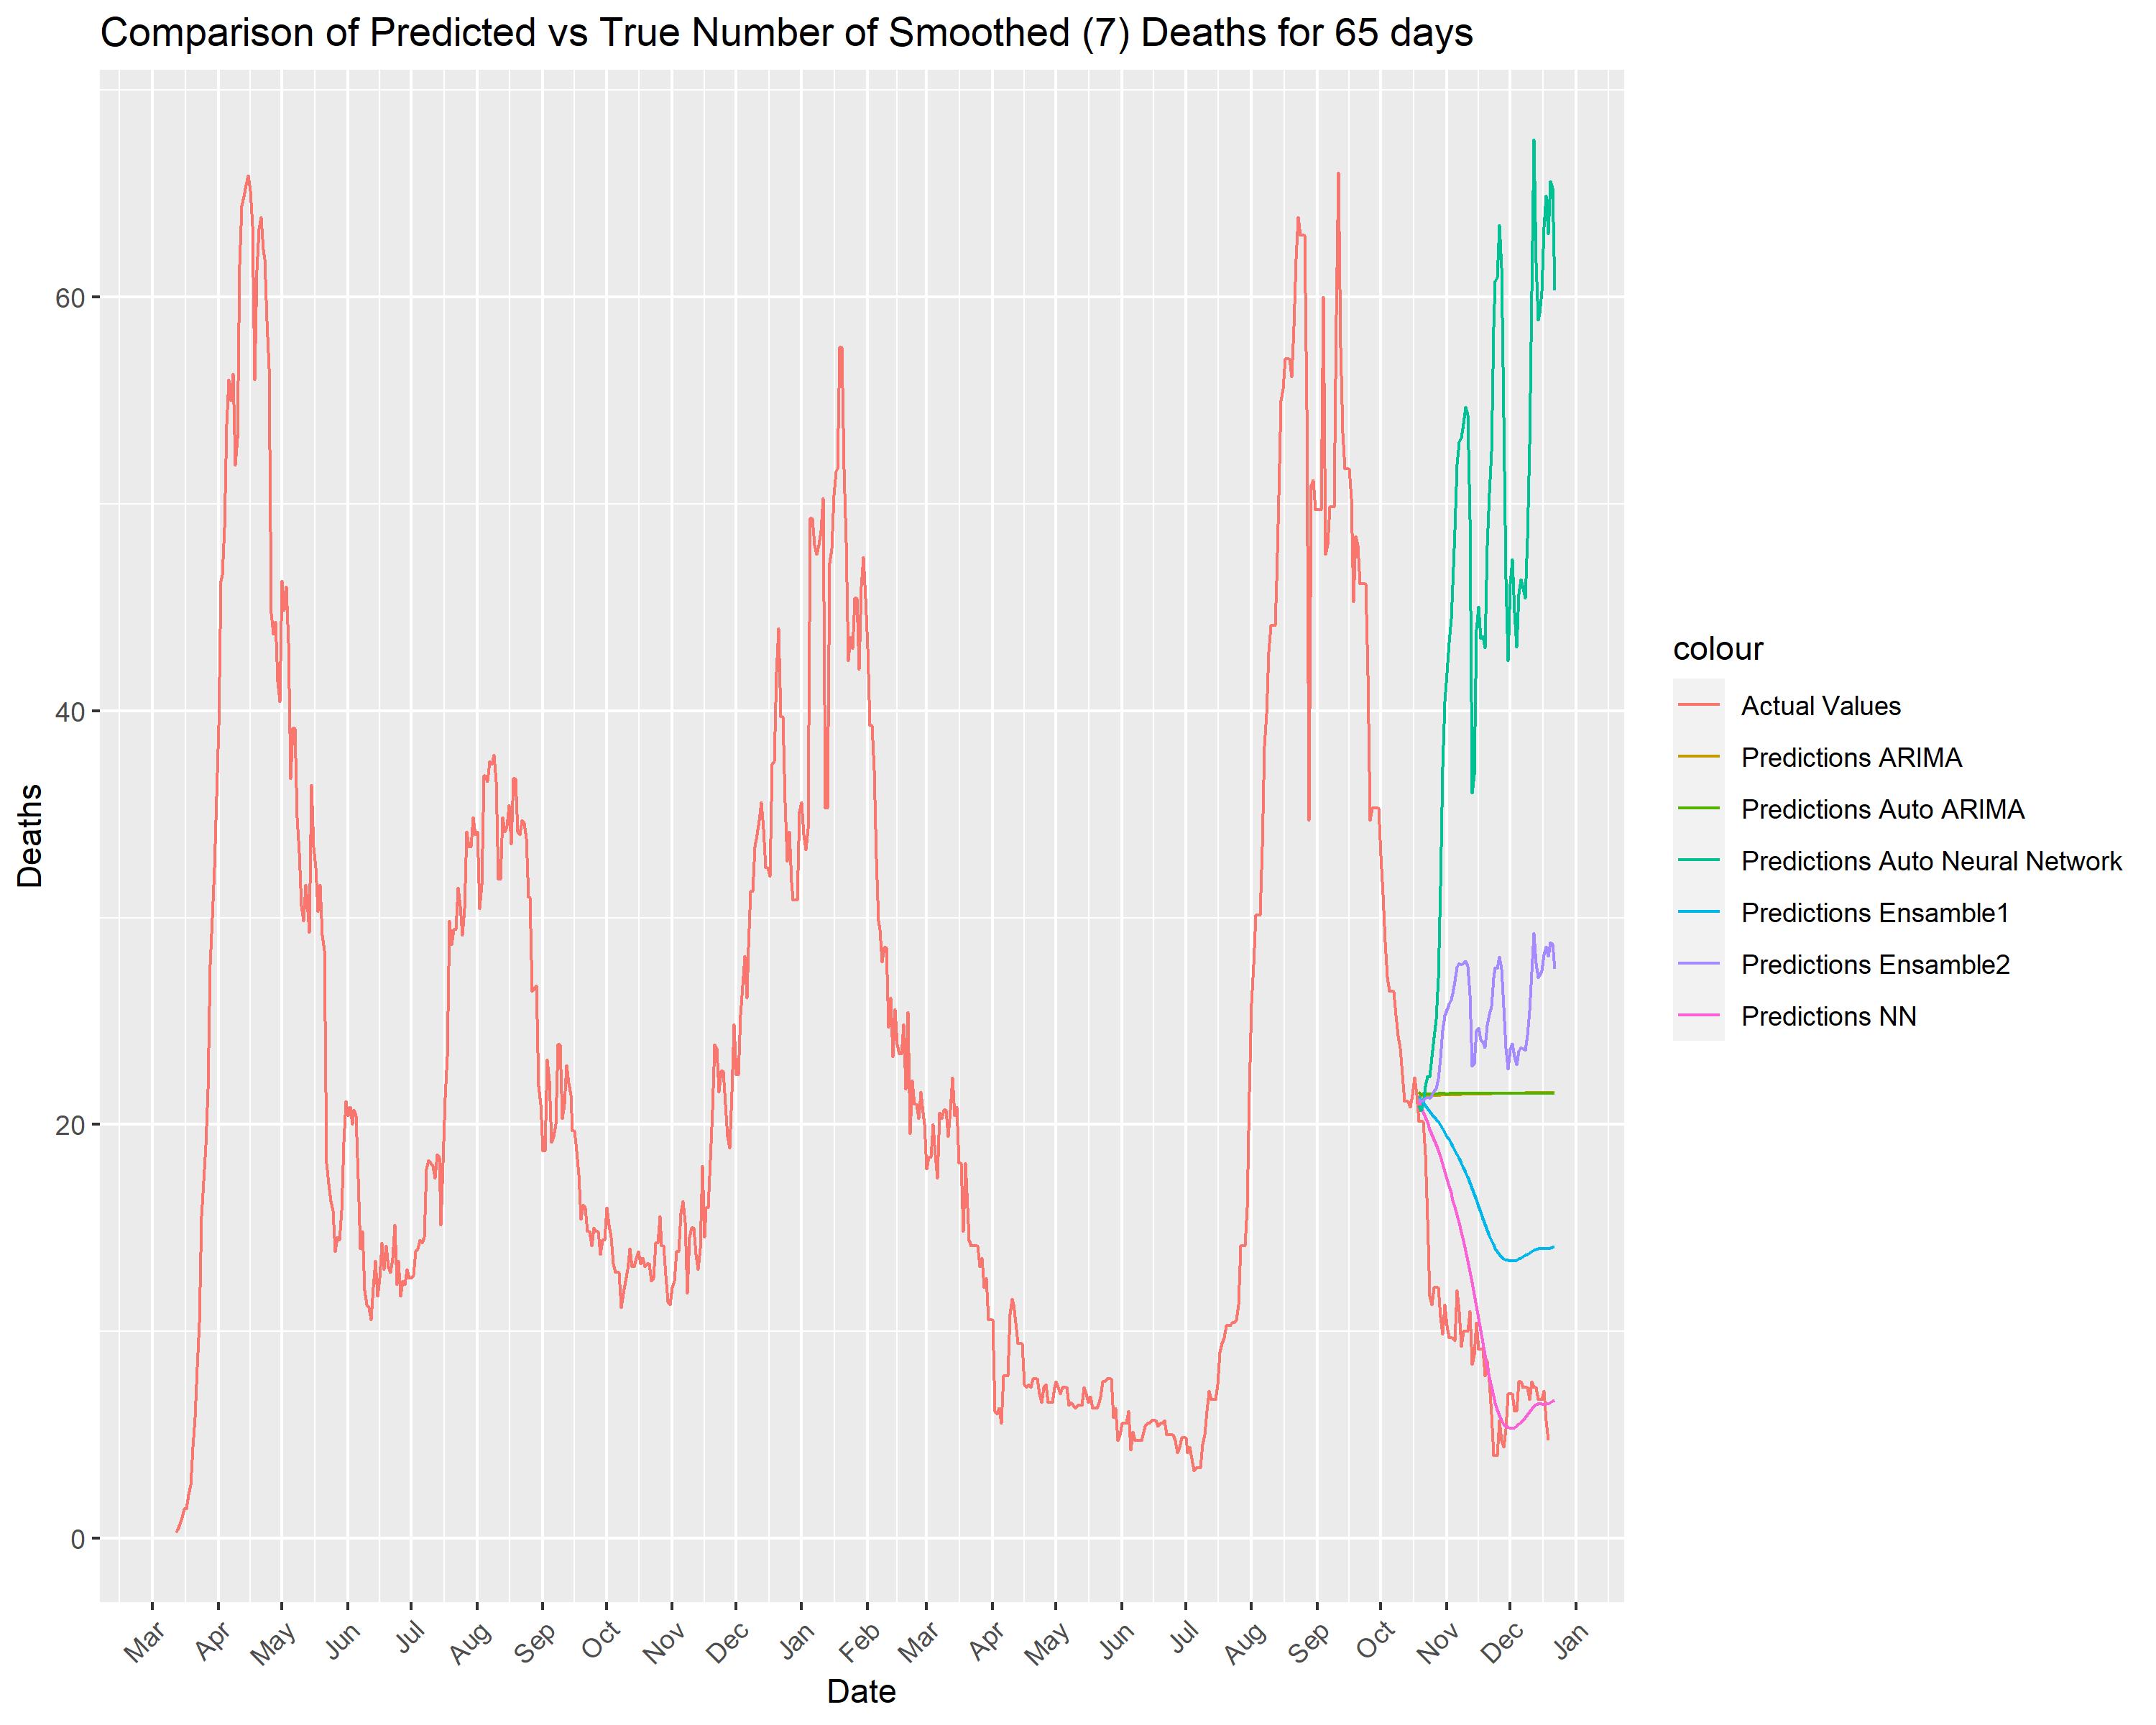 Comparison of Predicted vs True Number of Smoothed (7) Deaths for 65 days
Deaths
60
40
20
0
Mar
Apr
May
Jun
Jul
Aug
Sep
Oct
Nov
Dec
Jan
Feb
Mar
Apr
May
Jun
Jul
Aug
Sep
Oct
Nov
Dec
Jan
Date
colour
Actual Values
Predictions ARIMA
Predictions Auto ARIMA
Predictions Auto Neural Network
Predictions Ensamble1
Predictions Ensamble2
Predictions NN